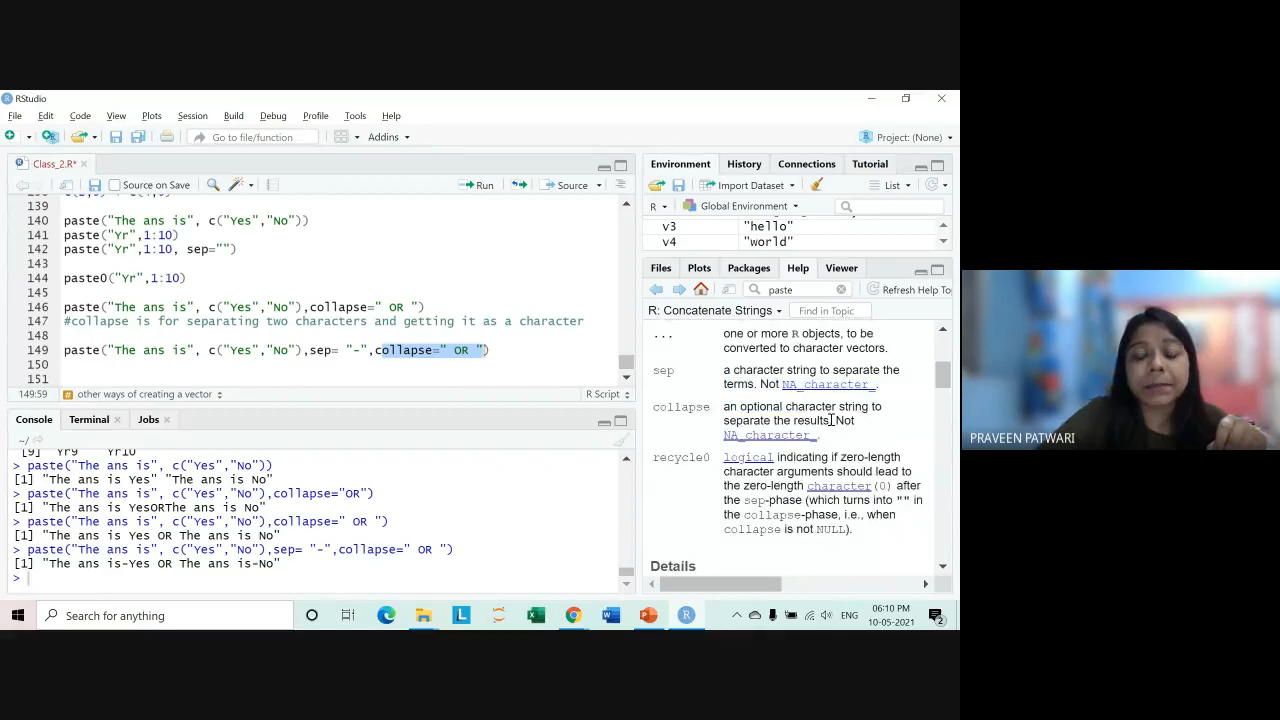 RStudio
File Edit Code View Plots Session Build Debug Profile Tools Help
Go to file/function Addins Project: (None)
Class_2.R*
Source on Save Run Source
139
140 paste("The ans is", c("Yes","No"))
141 paste("Yr",1:10)
142 paste("Yr",1:10, sep="")
143
144 paste0("Yr",1:10)
145
146 paste("The ans is", c("Yes","No"),collapse=" OR ")
147 #collapse is for separating two characters and getting it as a character
148
149 paste("The ans is", c("Yes","No"),sep= "-",collapse=" OR ")
150
151
149:59 # other ways of creating a vector R Script
Console Terminal Jobs
~/
[9] "Yr9" "Yr10"
> paste("The ans is", c("Yes","No"))
[1] "The ans is Yes" "The ans is No"
> paste("The ans is", c("Yes","No"),collapse="OR")
[1] "The ans is YesORThe ans is No"
> paste("The ans is", c("Yes","No"),collapse=" OR ")
[1] "The ans is Yes OR The ans is No"
> paste("The ans is", c("Yes","No"),sep= "-",collapse=" OR ")
[1] "The ans is-Yes OR The ans is-No"
>
Environment History Connections Tutorial
Import Dataset List
R Global Environment
v3 "hello"
v4 "world"
Files Plots Packages Help Viewer
paste Refresh Help To
R: Concatenate Strings Find in Topic
... one or more R objects, to be
converted to character vectors.
sep a character string to separate the
terms. Not NA_character_.
collapse an optional character string to
separate the results. Not
NA_character_.
recycle0 logical indicating if zero-length
character arguments should lead to
the zero-length character(0) after
the sep-phase (which turns into "" in
the collapse-phase, i.e., when
collapse is not NULL).
Details
PRAVEEN PATWARI
Search for anything
ENG
06:10 PM
10-05-2021
2